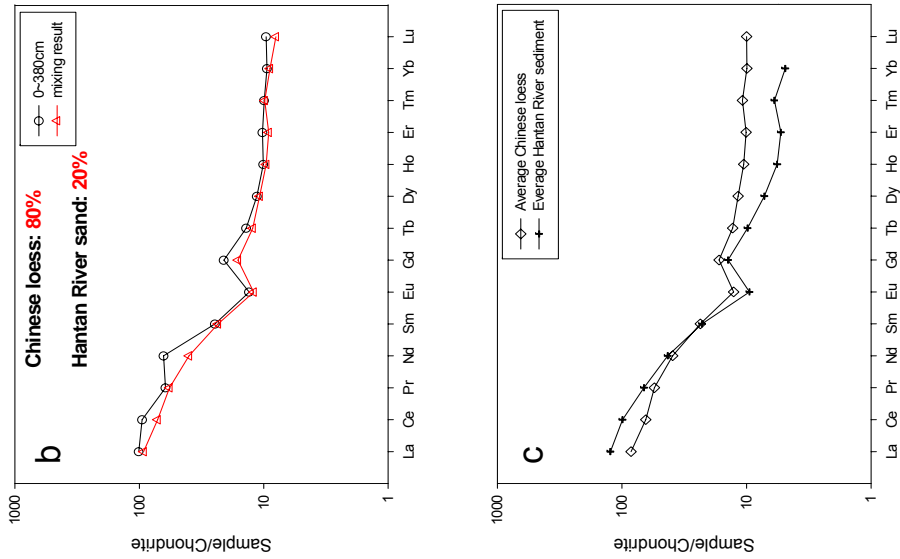 b
Chinese loess: 80%
Hantan River sand: 20%
0~380cm
mixing result
Sample/Chondrite
1000
100
10
1
La Ce Pr Nd Sm Eu Gd Tb Dy Ho Er Tm Yb Lu
c
Average Chinese loess
Everage Hantan River sediment
Sample/Chondrite
1000
100
10
1
La Ce Pr Nd Sm Eu Gd Tb Dy Ho Er Tm Yb Lu